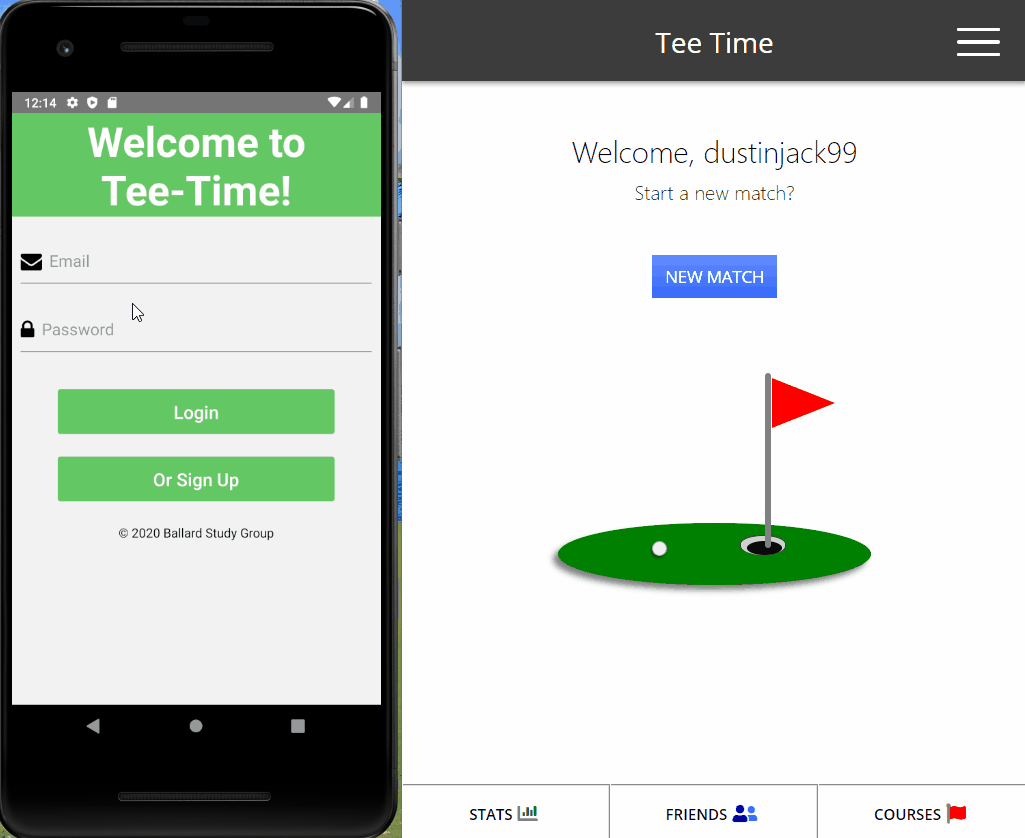 12:14
Welcome to
Tee-Time!
Email
Password
Login
Or Sign Up
© 2020 Ballard Study Group
Tee Time
Welcome, dustinjack99
Start a new match?
NEW MATCH
STATS
FRIENDS
COURSES